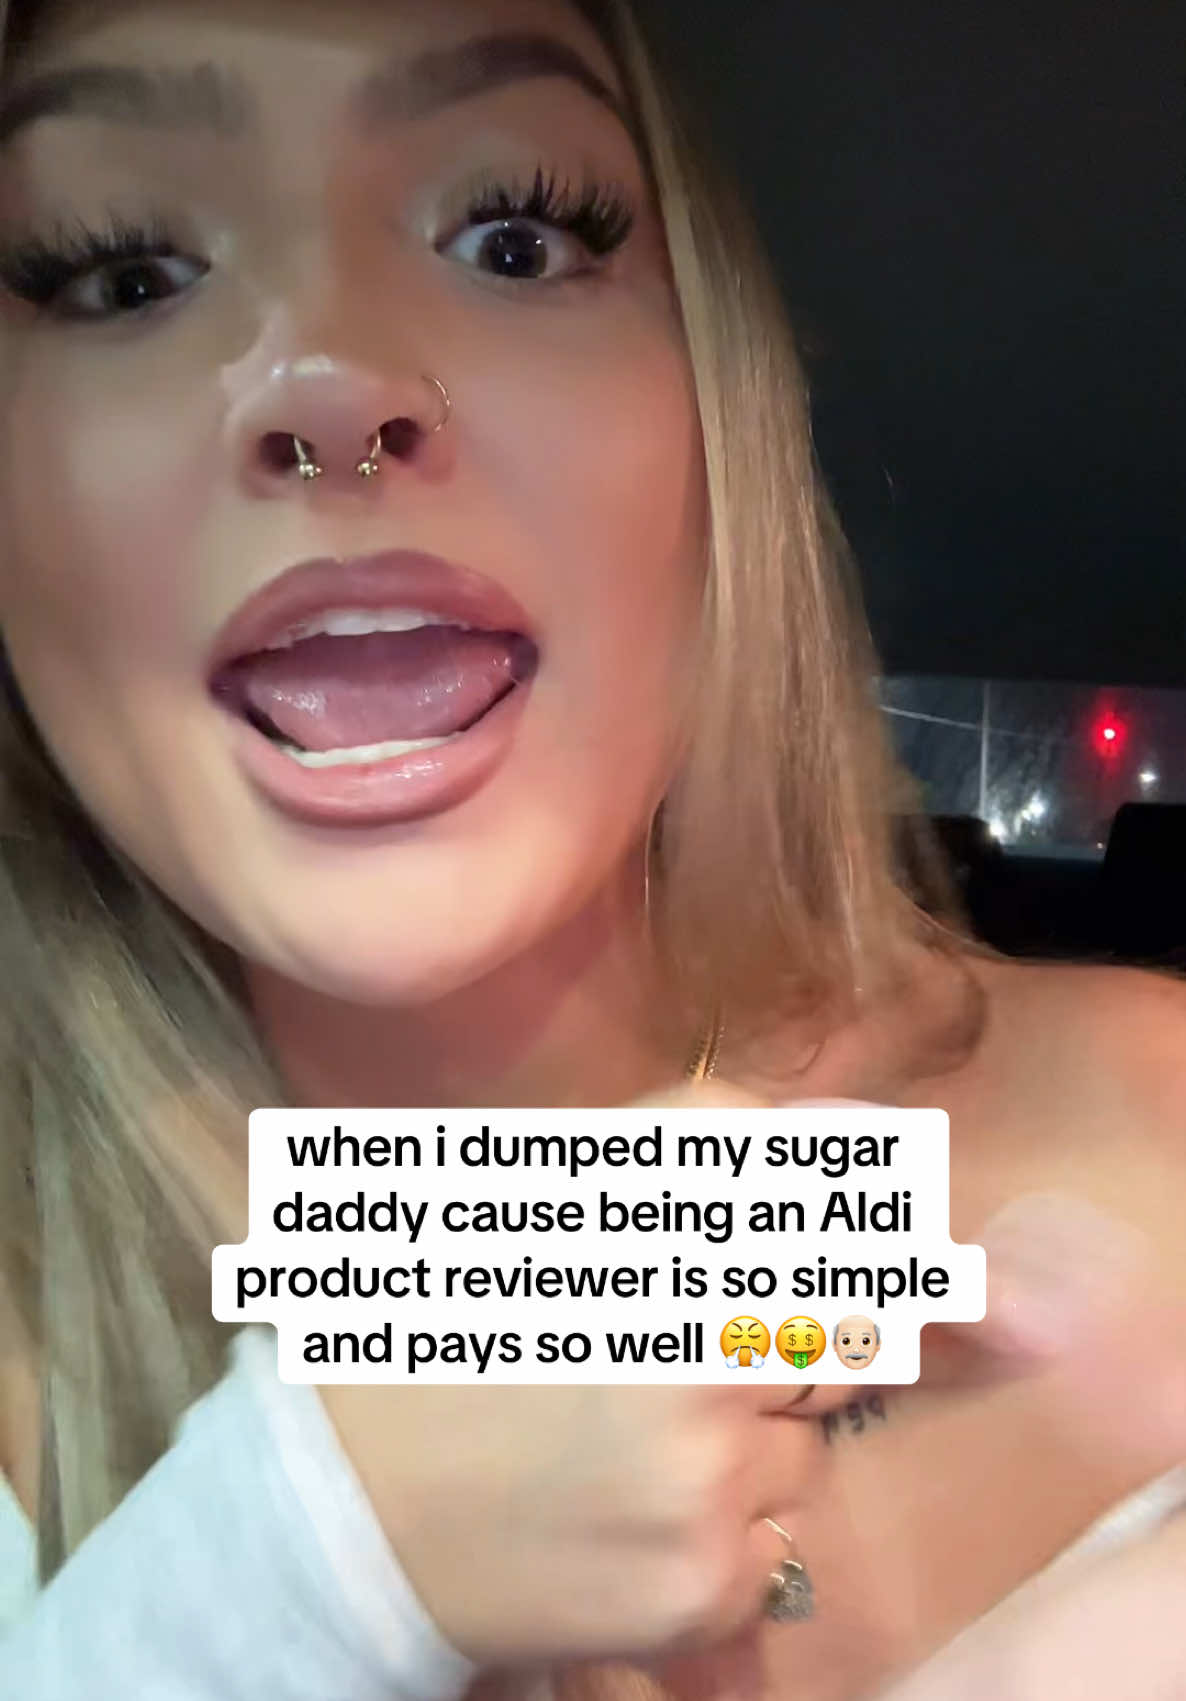 when i dumped my sugar
daddy cause being an Aldi
product reviewer is so simple
and pays so well 😤🤑👴🏻